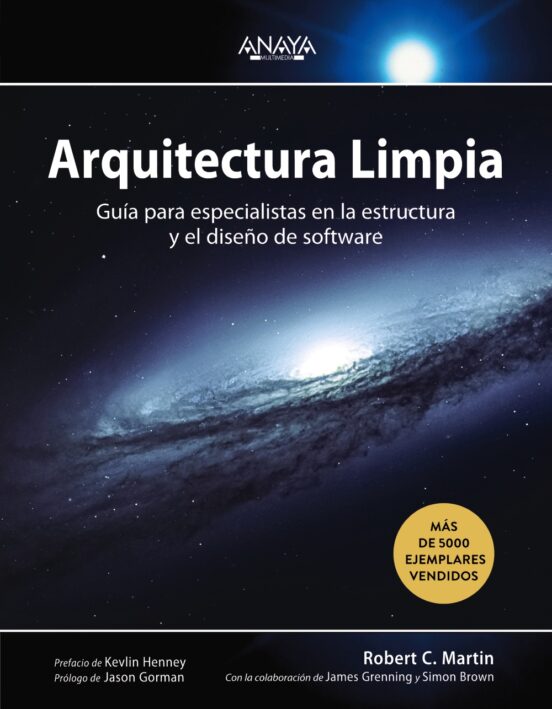 ANAYA
MULTIMEDIA
Arquitectura Limpia
Guía para especialistas en la estructura
y el diseño de software
MÁS
DE 5000
EJEMPLARES
VENDIDOS
Prefacio de Kevlin Henney
Prólogo de Jason Gorman
Robert C. Martin
Con la colaboración de James Grenning y Simon Brown